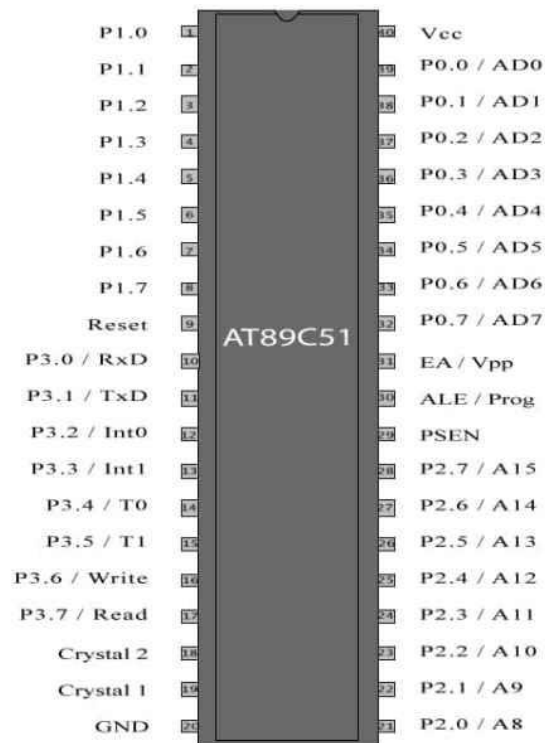 P1.0 1 40 Vcc
P1.1 2 39 P0.0 / AD0
P1.2 3 38 P0.1 / AD1
P1.3 4 37 P0.2 / AD2
P1.4 5 36 P0.3 / AD3
P1.5 6 35 P0.4 / AD4
P1.6 7 34 P0.5 / AD5
P1.7 8 33 P0.6 / AD6
Reset 9 32 P0.7 / AD7
AT89C51
P3.0 / RxD 10 31 EA / Vpp
P3.1 / TxD 11 30 ALE / Prog
P3.2 / Int0 12 29 PSEN
P3.3 / Int1 13 28 P2.7 / A15
P3.4 / T0 14 27 P2.6 / A14
P3.5 / T1 15 26 P2.5 / A13
P3.6 / Write 16 25 P2.4 / A12
P3.7 / Read 17 24 P2.3 / A11
Crystal 2 18 23 P2.2 / A10
Crystal 1 19 22 P2.1 / A9
GND 20 21 P2.0 / A8